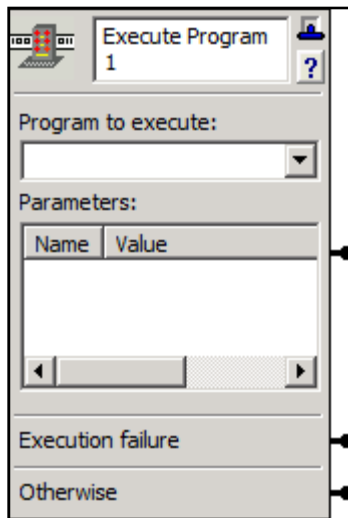 Execute Program
1
?
Program to execute:
Parameters:
Name Value
Execution failure
Otherwise